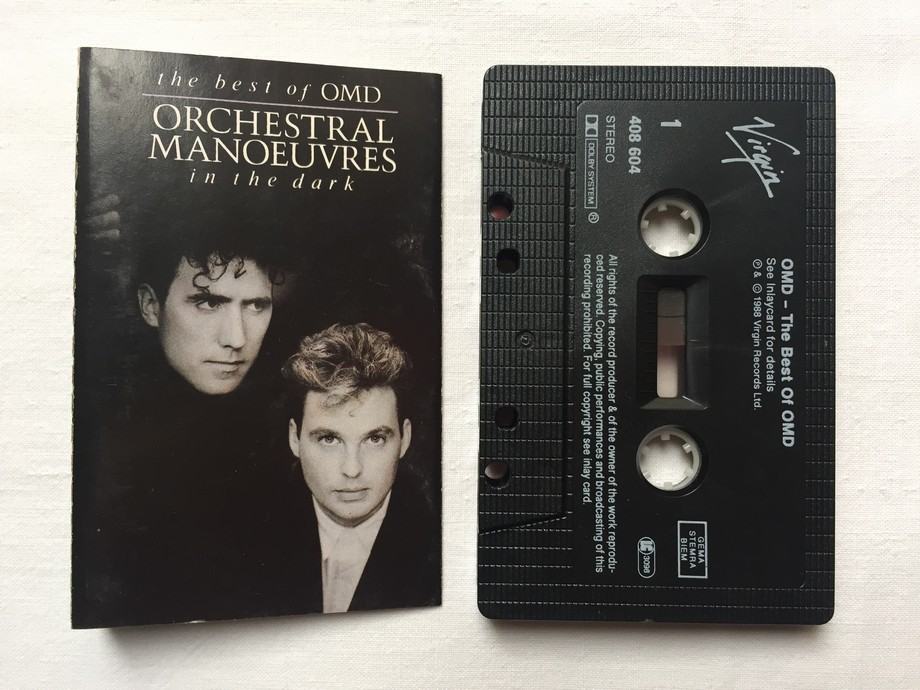 the best of OMD
ORCHESTRAL
MANOEUVRES
in the dark
Virgin
1
408 604
STEREO
DOLBY SYSTEM ®
OMD – The Best Of OMD
See Inlaycard for details
℗ & © 1988 Virgin Records Ltd.
All rights of the record producer & of the owner of the work reprodu-
ced reserved. Copying, public performances and broadcasting of this
recording prohibited. For full copyright see inlay card.
GEMA
STEMRA
BIEM
LC 3098